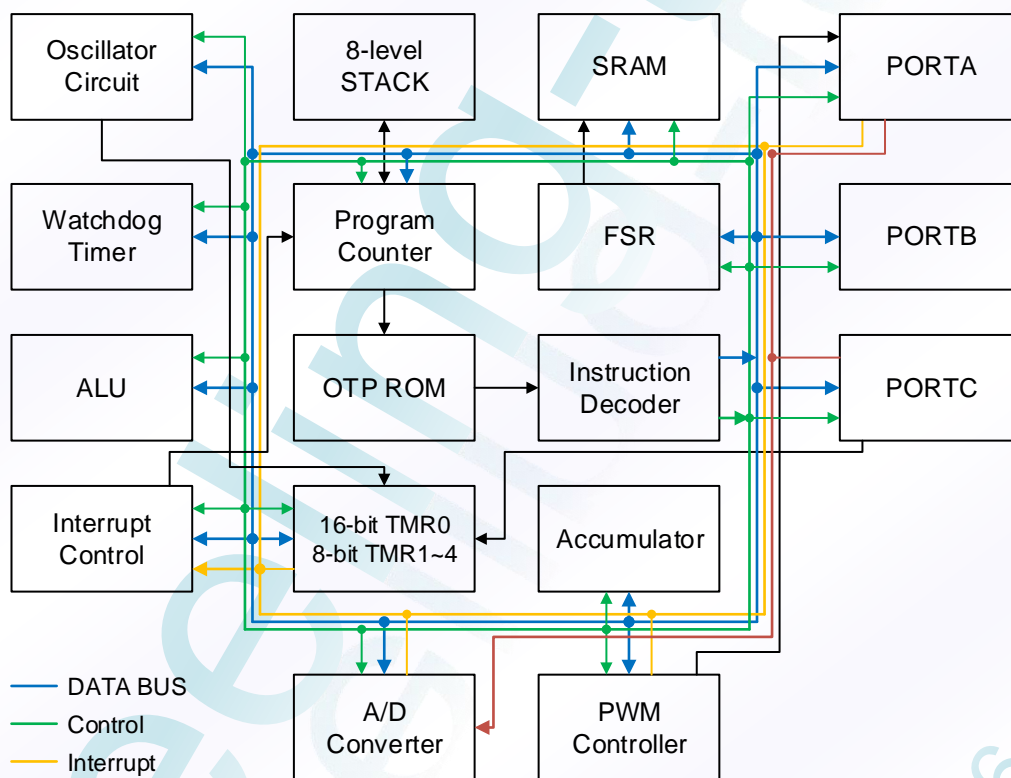 Oscillator
Circuit
8-level
STACK
SRAM
PORTA
Watchdog
Timer
Program
Counter
FSR
PORTB
ALU
OTP ROM
Instruction
Decoder
PORTC
Interrupt
Control
16-bit TMR0
8-bit TMR1~4
Accumulator
A/D
Converter
PWM
Controller
DATA BUS
Control
Interrupt